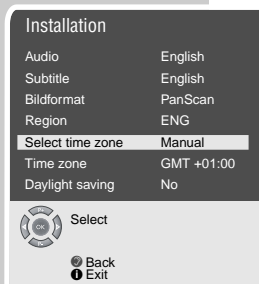 Installation
Audio English
Subtitle English
Bildformat PanScan
Region ENG
Select time zone Manual
Time zone GMT +01:00
Daylight saving No
OK
Select
Back
i Exit